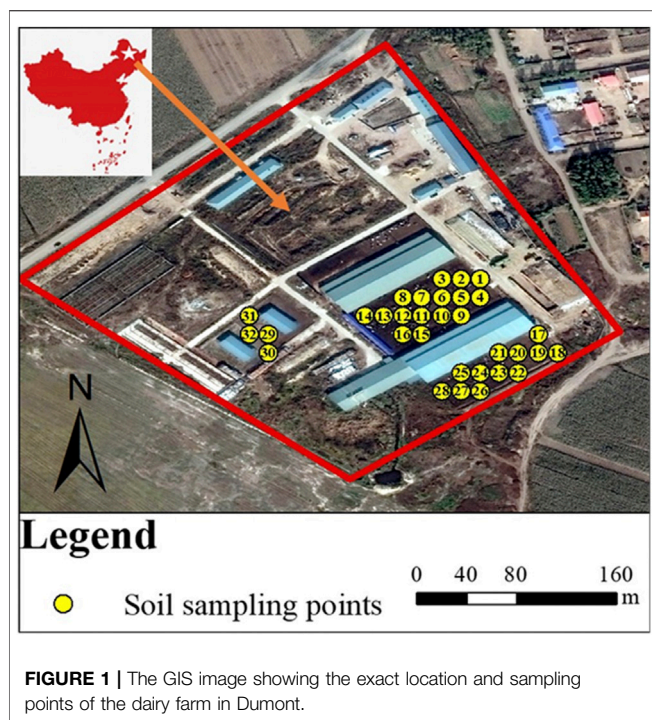 3 2 1
8 7 6 5 4
14 13 12 11 10 9
16 15
31
32 29
30
17
21 20 19 18
25 24 23 22
28 27 26
N
Legend
Soil sampling points
0 40 80 160
m
FIGURE 1 | The GIS image showing the exact location and sampling
points of the dairy farm in Dumont.